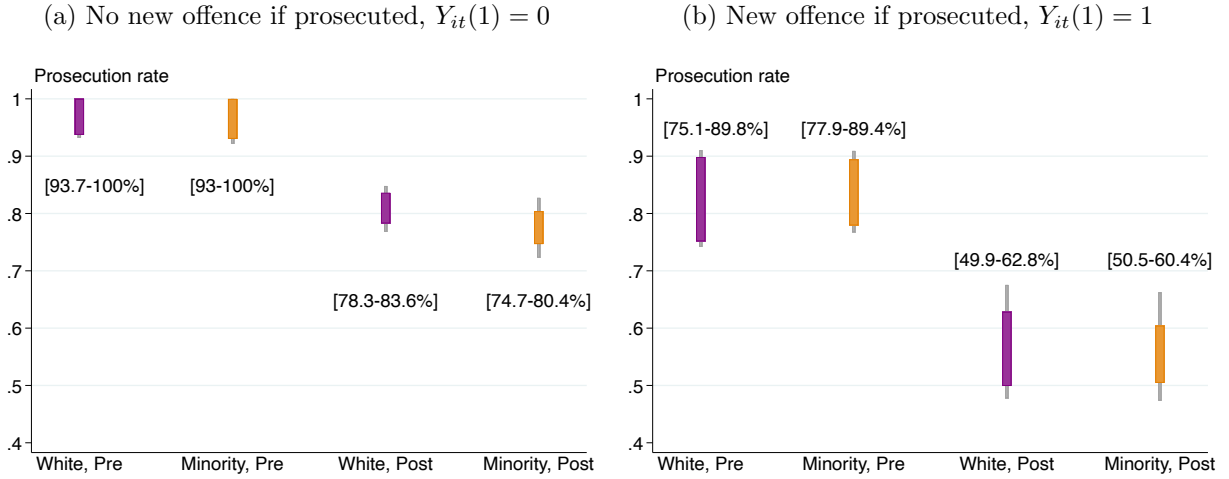 (a) No new offence if prosecuted, Y_{it}(1) = 0
Prosecution rate
1
.9
.8
.7
.6
.5
.4
[93.7-100%]
[93-100%]
[78.3-83.6%]
[74.7-80.4%]
White, Pre
Minority, Pre
White, Post
Minority, Post
(b) New offence if prosecuted, Y_{it}(1) = 1
Prosecution rate
1
.9
.8
.7
.6
.5
.4
[75.1-89.8%]
[77.9-89.4%]
[49.9-62.8%]
[50.5-60.4%]
White, Pre
Minority, Pre
White, Post
Minority, Post